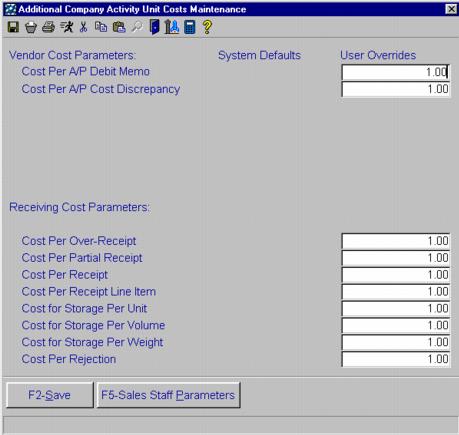 Additional Company Activity Unit Costs Maintenance
Vendor Cost Parameters: System Defaults User Overrides
Cost Per A/P Debit Memo 1.00
Cost Per A/P Cost Discrepancy 1.00
Receiving Cost Parameters:
Cost Per Over-Receipt 1.00
Cost Per Partial Receipt 1.00
Cost Per Receipt 1.00
Cost Per Receipt Line Item 1.00
Cost for Storage Per Unit 1.00
Cost for Storage Per Volume 1.00
Cost for Storage Per Weight 1.00
Cost Per Rejection 1.00
F2-Save F5-Sales Staff Parameters